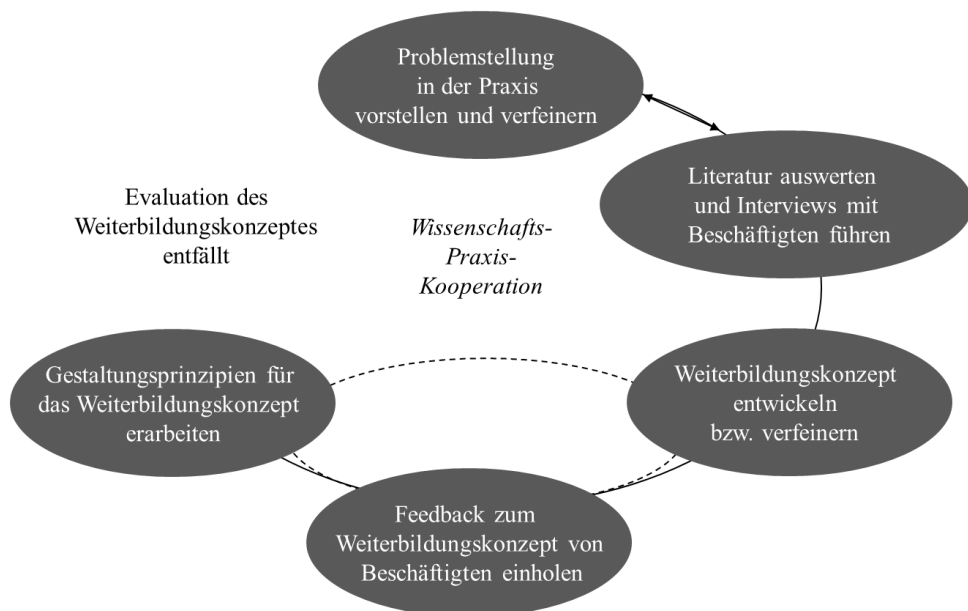 Problemstellung
in der Praxis
vorstellen und verfeinern
Literatur auswerten
und Interviews mit
Beschäftigten führen
Evaluation des
Weiterbildungskonzeptes
entfällt
Wissenschafts-
Praxis-
Kooperation
Gestaltungsprinzipien für
das Weiterbildungskonzept
erarbeiten
Weiterbildungskonzept
entwickeln
bzw. verfeinern
Feedback zum
Weiterbildungskonzept von
Beschäftigten einholen